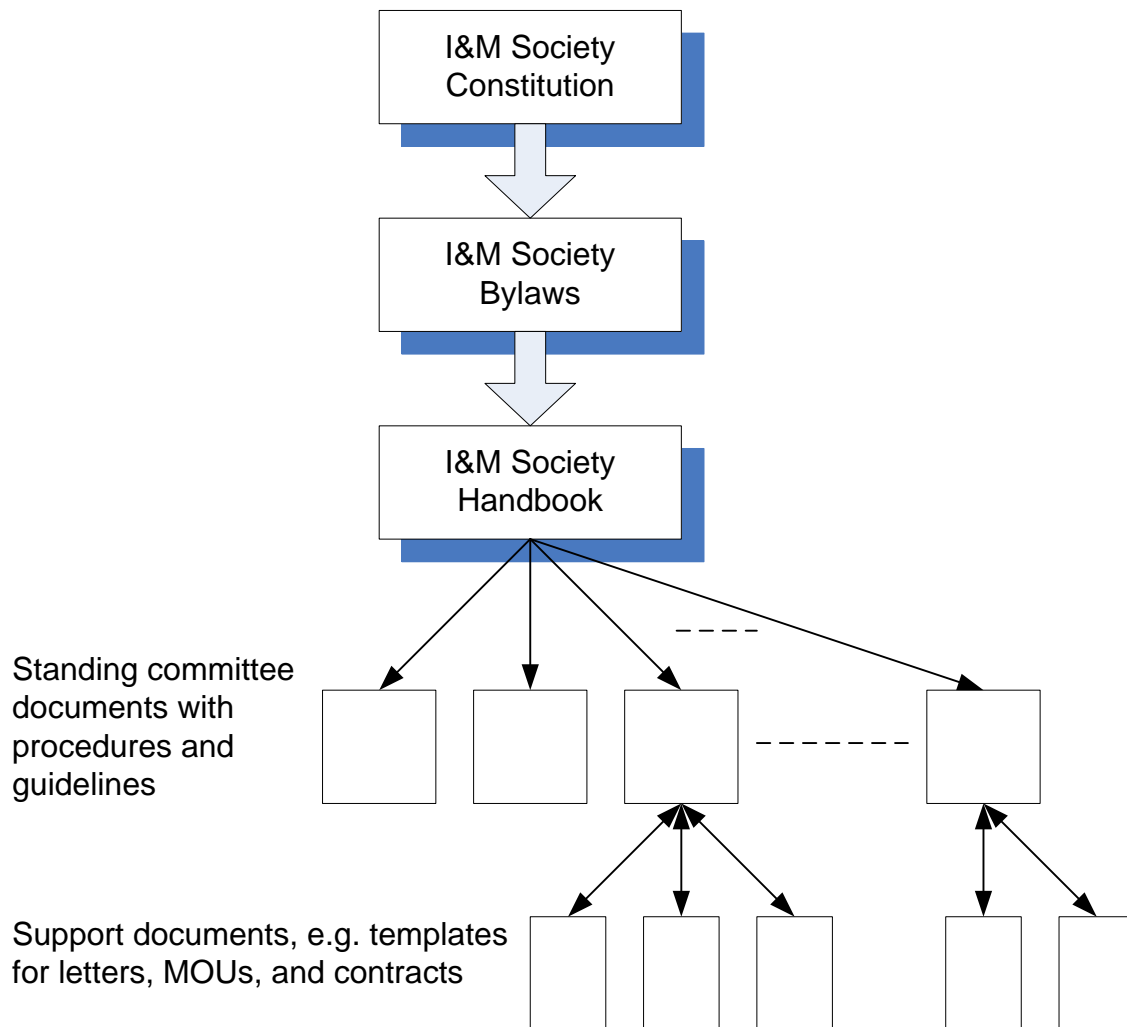 I&M Society
Constitution
I&M Society
Bylaws
I&M Society
Handbook
Standing committee
documents with
procedures and
guidelines
Support documents, e.g. templates
for letters, MOUs, and contracts